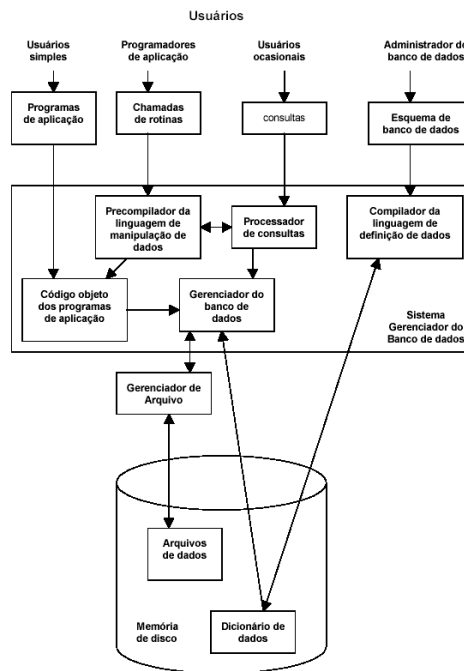 Usuários
Usuários
simples
Programadores
de aplicação
Usuários
ocasionais
Administrador do
banco de dados
Programas
de aplicação
Chamadas
de rotinas
consultas
Esquema de
banco de dados
Precompilador da
linguagem de
manipulação de
dados
Processador
de consultas
Compilador da
linguagem de
definição de dados
Código objeto
dos programas
de aplicação
Gerenciador do
banco de
dados
Sistema
Gerenciador do
Banco de dados
Gerenciador de
Arquivo
Arquivos
de dados
Memória
de disco
Dicionário de
dados